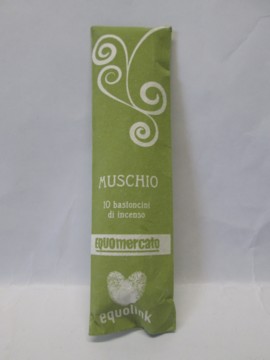 MUSCHIO
10 bastoncini
di incenso
EQUOmercato
equolink